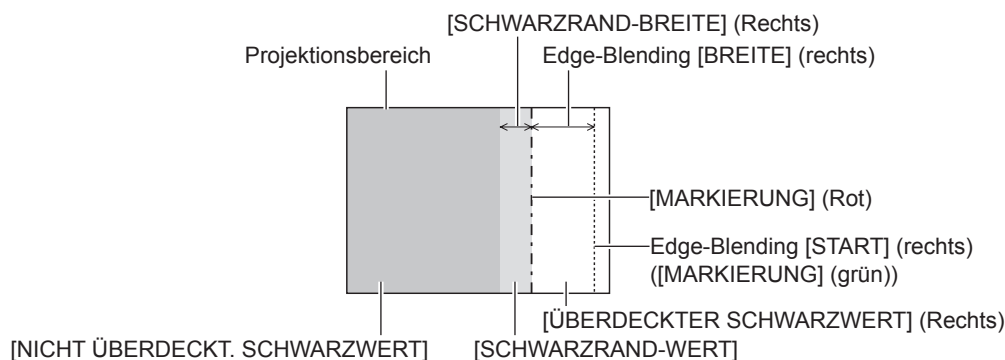 [SCHWARZRAND-BREITE] (Rechts)
Projektionsbereich
Edge-Blending [BREITE] (rechts)
[MARKIERUNG] (Rot)
Edge-Blending [START] (rechts)
([MARKIERUNG] (grün))
[ÜBERDECKTER SCHWARZWERT] (Rechts)
[NICHT ÜBERDECKT. SCHWARZWERT]
[SCHWARZRAND-WERT]